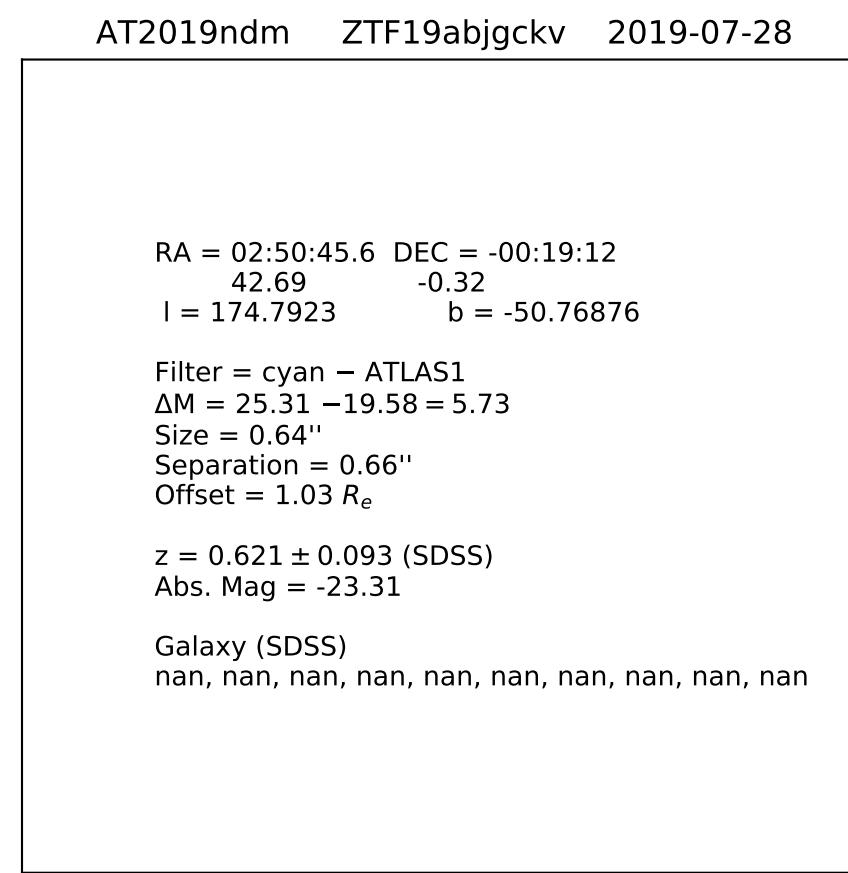 AT2019ndm ZTF19abjgckv 2019-07-28
RA = 02:50:45.6 DEC = -00:19:12
42.69 -0.32
l = 174.7923 b = -50.76876
Filter = cyan − ATLAS1
ΔM = 25.31 −19.58 = 5.73
Size = 0.64''
Separation = 0.66''
Offset = 1.03 Rₑ
z = 0.621 ± 0.093 (SDSS)
Abs. Mag = -23.31
Galaxy (SDSS)
nan, nan, nan, nan, nan, nan, nan, nan, nan, nan